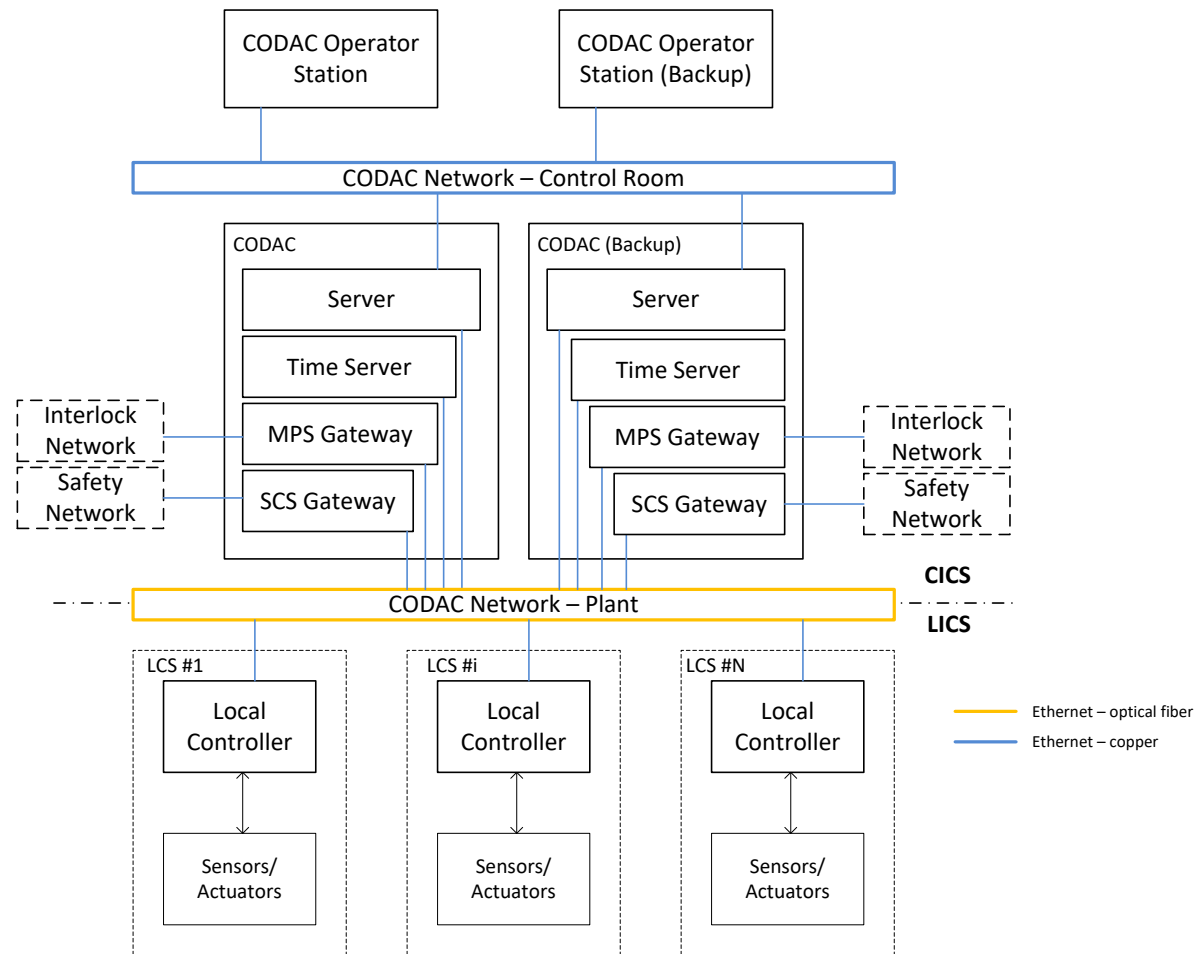 CODAC Operator
Station
CODAC Operator
Station (Backup)
CODAC Network – Control Room
CODAC
Server
Time Server
MPS Gateway
SCS Gateway
CODAC (Backup)
Server
Time Server
MPS Gateway
SCS Gateway
Interlock
Network
Safety
Network
Interlock
Network
Safety
Network
CICS
CODAC Network – Plant
LICS
LCS #1
Local
Controller
Sensors/
Actuators
LCS #i
Local
Controller
Sensors/
Actuators
LCS #N
Local
Controller
Sensors/
Actuators
Ethernet – optical fiber
Ethernet – copper